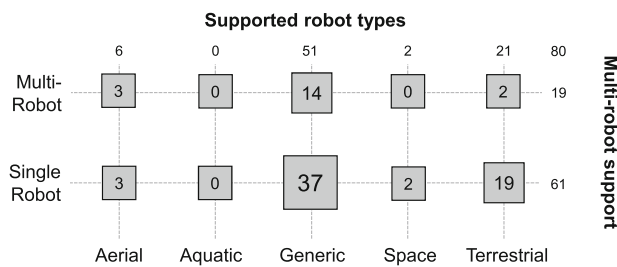 Supported robot types
6 0 51 2 21 80
Multi-
Robot
3 0 14 0 2 19
Single
Robot
3 0 37 2 19 61
Aerial Aquatic Generic Space Terrestrial
Multi-robot support